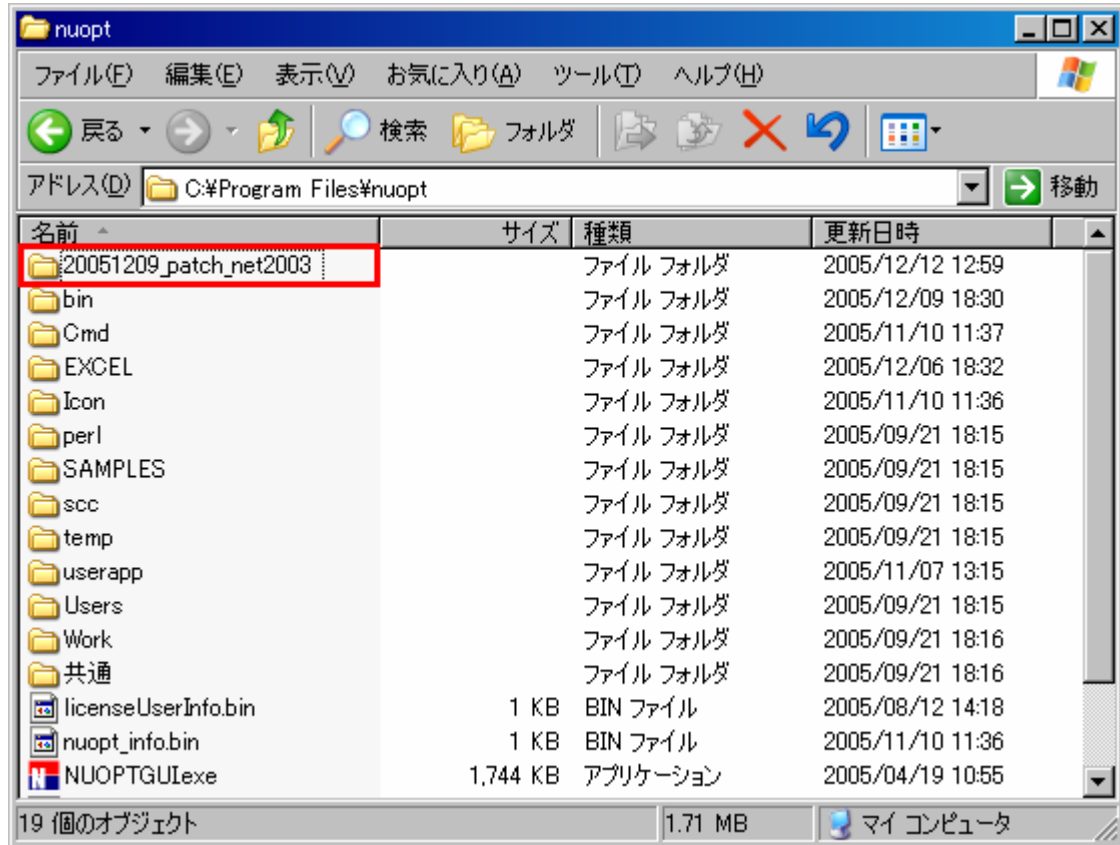 nuopt
ファイル(F) 編集(E) 表示(V) お気に入り(A) ツール(T) ヘルプ(H)
戻る 検索 フォルダ
アドレス(D) C:¥Program Files¥nuopt 移動
名前 サイズ 種類 更新日時
20051209_patch_net2003 ファイル フォルダ 2005/12/12 12:59
bin ファイル フォルダ 2005/12/09 18:30
Cmd ファイル フォルダ 2005/11/10 11:37
EXCEL ファイル フォルダ 2005/12/06 18:32
Icon ファイル フォルダ 2005/11/10 11:36
perl ファイル フォルダ 2005/09/21 18:15
SAMPLES ファイル フォルダ 2005/09/21 18:15
scc ファイル フォルダ 2005/09/21 18:15
temp ファイル フォルダ 2005/09/21 18:15
userapp ファイル フォルダ 2005/11/07 13:15
Users ファイル フォルダ 2005/09/21 18:15
Work ファイル フォルダ 2005/09/21 18:16
共通 ファイル フォルダ 2005/09/21 18:16
licenseUserInfo.bin 1 KB BIN ファイル 2005/08/12 14:18
nuopt_info.bin 1 KB BIN ファイル 2005/11/10 11:36
NUOPTGUI.exe 1,744 KB アプリケーション 2005/04/19 10:55
19 個のオブジェクト 1.71 MB マイ コンピュータ